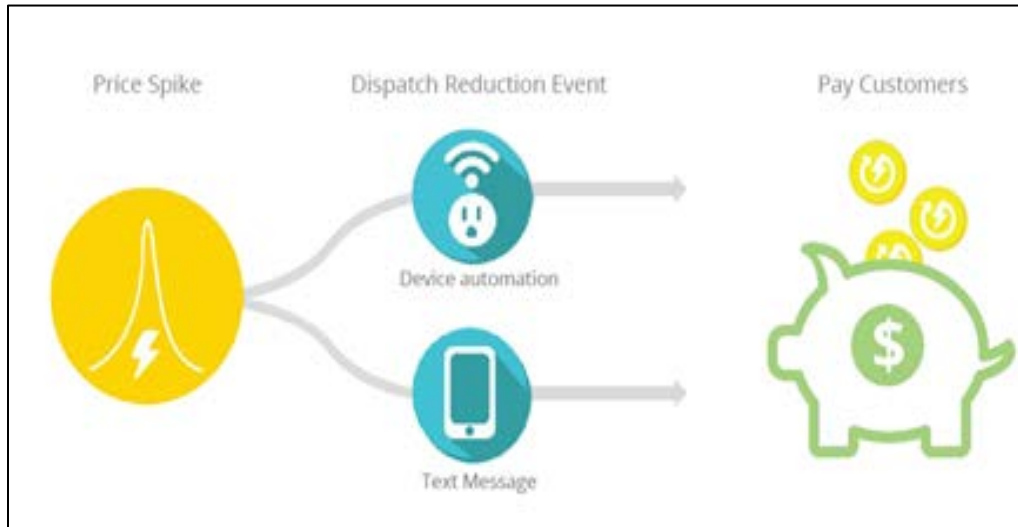 Price Spike
Dispatch Reduction Event
Pay Customers
Device automation
$
Text Message